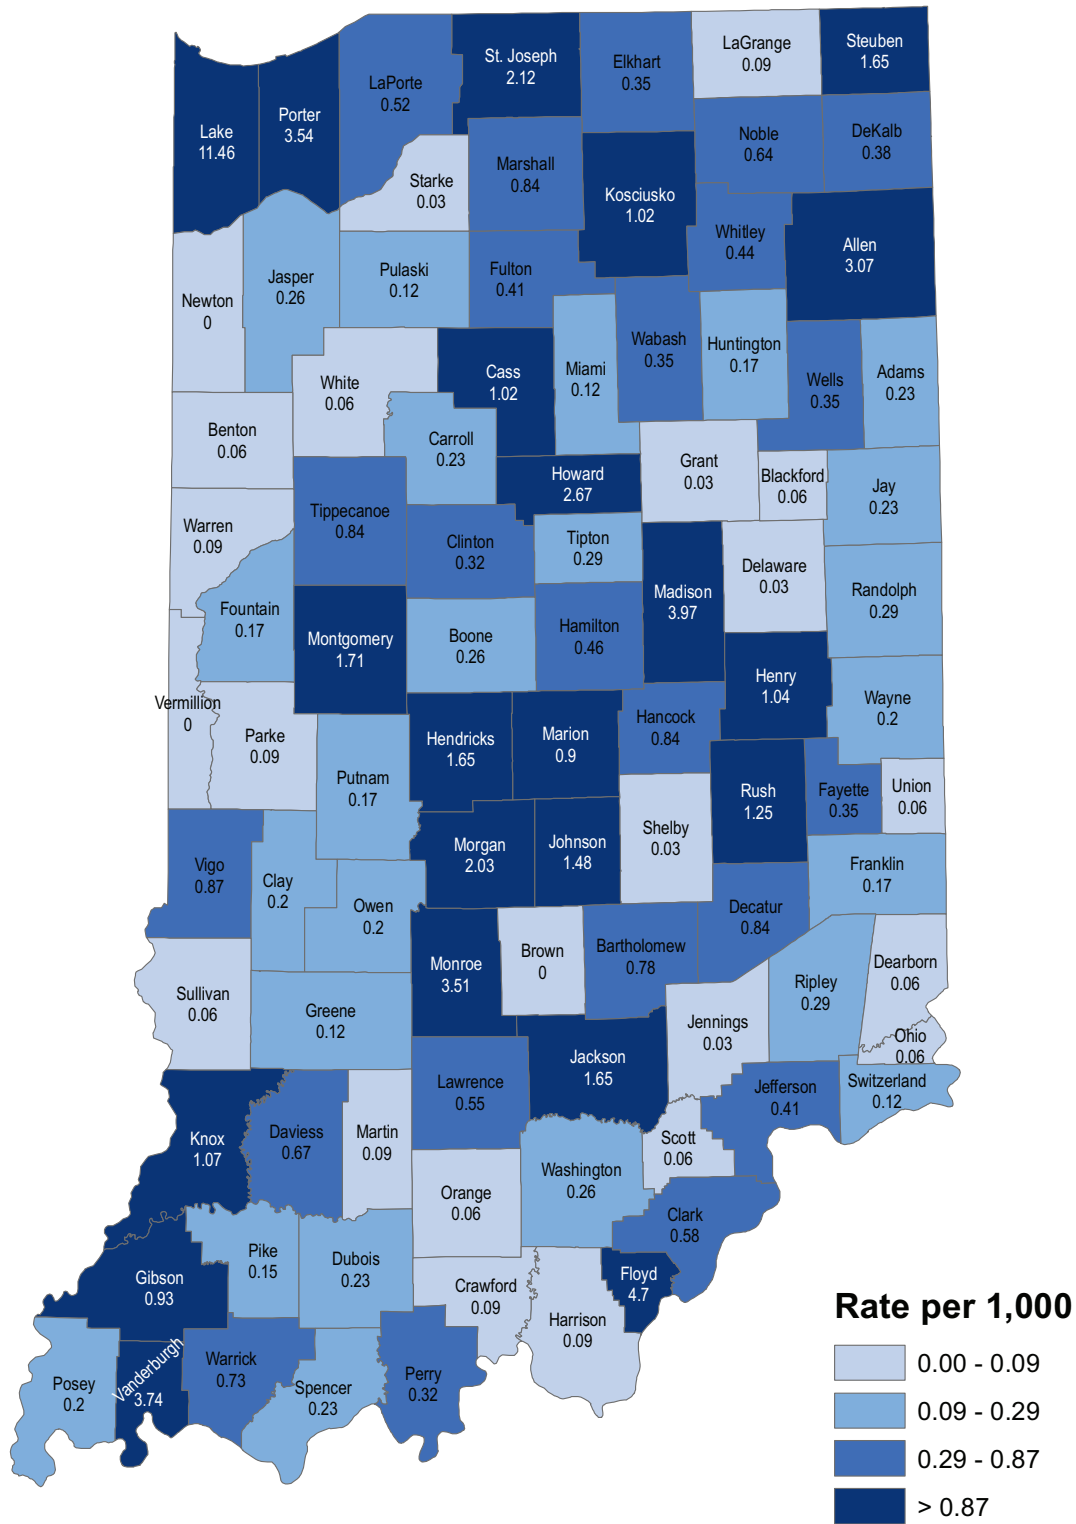 LaGrange
0.09
Steuben
1.65
St. Joseph
2.12
Elkhart
0.35
LaPorte
0.52
Porter
3.54
Lake
11.46
Noble
0.64
DeKalb
0.38
Marshall
0.84
Starke
0.03
Kosciusko
1.02
Whitley
0.44
Allen
3.07
Newton
0
Jasper
0.26
Pulaski
0.12
Fulton
0.41
Wabash
0.35
Huntington
0.17
Wells
0.35
Adams
0.23
White
0.06
Cass
1.02
Miami
0.12
Benton
0.06
Carroll
0.23
Howard
2.67
Grant
0.03
Blackford
0.06
Jay
0.23
Warren
0.09
Tippecanoe
0.84
Clinton
0.32
Tipton
0.29
Madison
3.97
Delaware
0.03
Randolph
0.29
Fountain
0.17
Montgomery
1.71
Boone
0.26
Hamilton
0.46
Henry
1.04
Wayne
0.2
Vermillion
0
Parke
0.09
Putnam
0.17
Hendricks
1.65
Marion
0.9
Hancock
0.84
Rush
1.25
Fayette
0.35
Union
0.06
Vigo
0.87
Clay
0.2
Owen
0.2
Morgan
2.03
Johnson
1.48
Shelby
0.03
Franklin
0.17
Decatur
0.84
Sullivan
0.06
Greene
0.12
Monroe
3.51
Brown
0
Bartholomew
0.78
Jennings
0.03
Ripley
0.29
Dearborn
0.06
Ohio
0.06
Switzerland
0.12
Jefferson
0.41
Jackson
1.65
Lawrence
0.55
Knox
1.07
Daviess
0.67
Martin
0.09
Orange
0.06
Washington
0.26
Scott
0.06
Clark
0.58
Floyd
4.7
Harrison
0.09
Crawford
0.09
Dubois
0.23
Pike
0.15
Gibson
0.93
Posey
0.2
Vanderburgh
3.74
Warrick
0.73
Spencer
0.23
Perry
0.32
Rate per 1,000
0.00 - 0.09
0.09 - 0.29
0.29 - 0.87
> 0.87